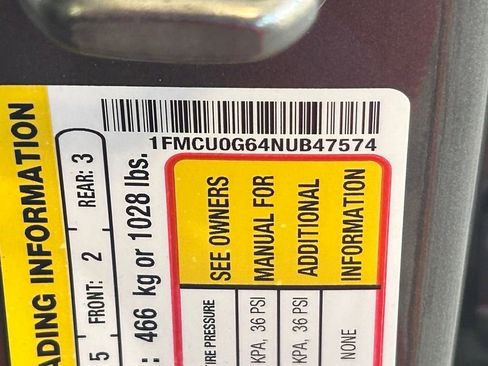 1FMCU0G64NUB47574
ADING INFORMATION
5 FRONT: 2 REAR: 3
: 466 kg or 1028 lbs.
IRE PRESSURE
KPA, 36 PSI
KPA, 36 PSI
NONE
SEE OWNERS
MANUAL FOR
ADDITIONAL
INFORMATION